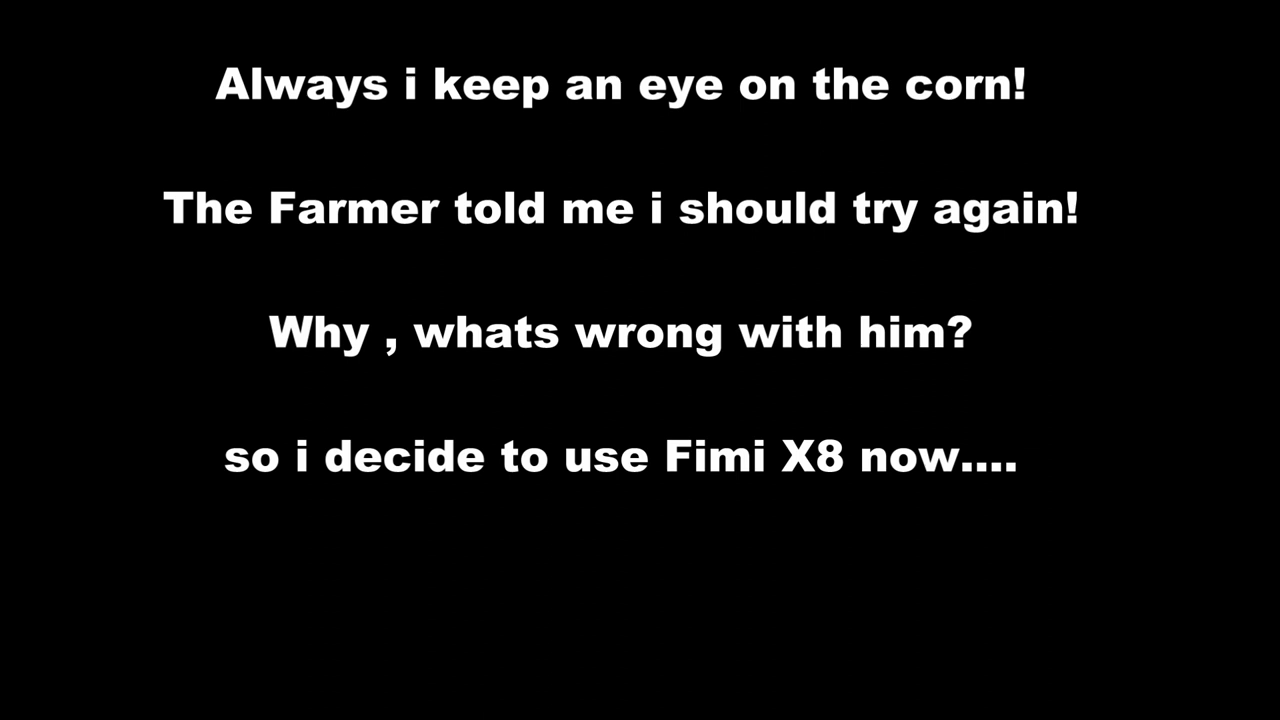 Always i keep an eye on the corn!
The Farmer told me i should try again!
Why , whats wrong with him?
so i decide to use Fimi X8 now....